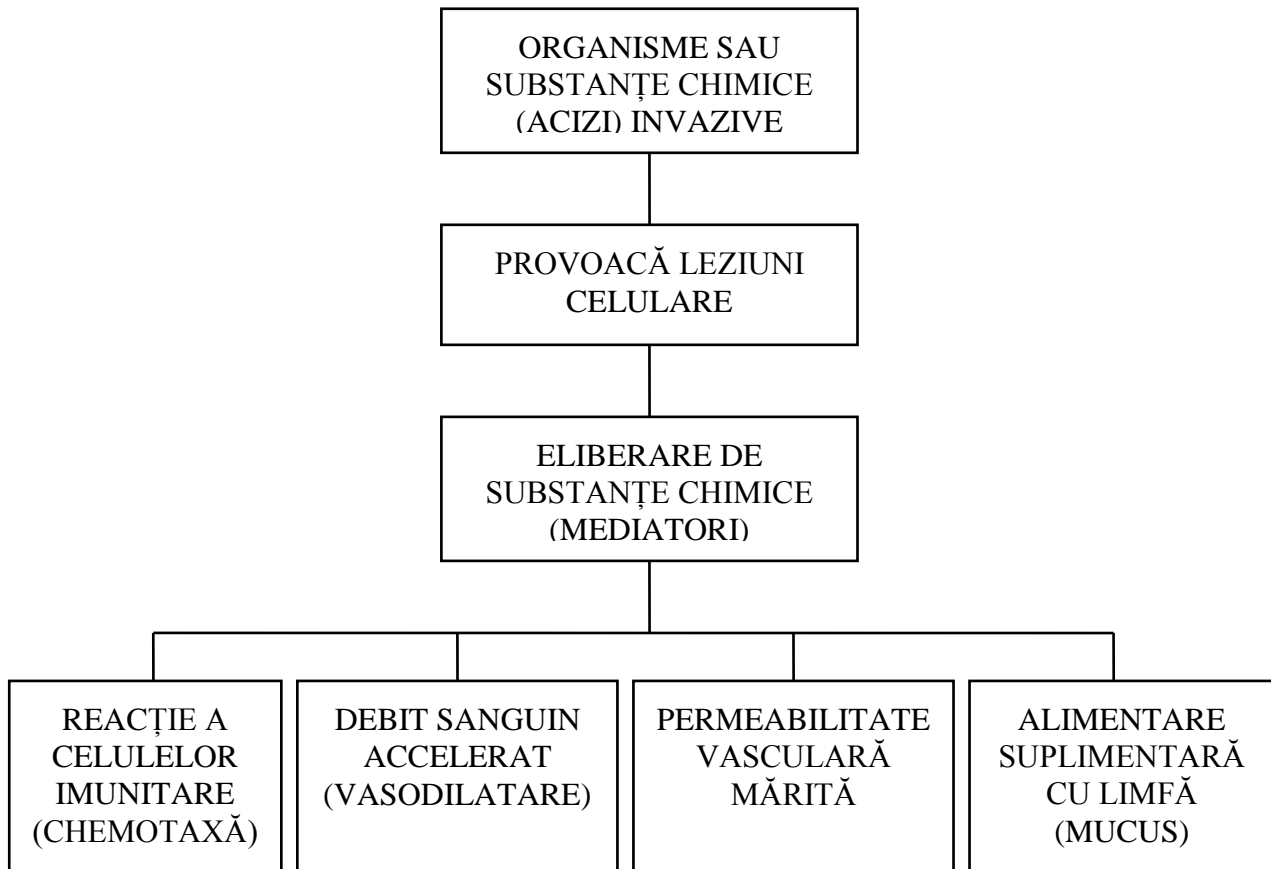 ORGANISME SAU
SUBSTANȚE CHIMICE
(ACIZI) INVAZIVE
PROVOACĂ LEZIUNI
CELULARE
ELIBERARE DE
SUBSTANȚE CHIMICE
(MEDIATORI)
REACȚIE A
CELULELOR
IMUNITARE
(CHEMOTAXĂ)
DEBIT SANGUIN
ACCELERAT
(VASODILATARE)
PERMEABILITATE
VASCULARĂ
MĂRITĂ
ALIMENTARE
SUPLIMENTARĂ
CU LIMFĂ
(MUCUS)